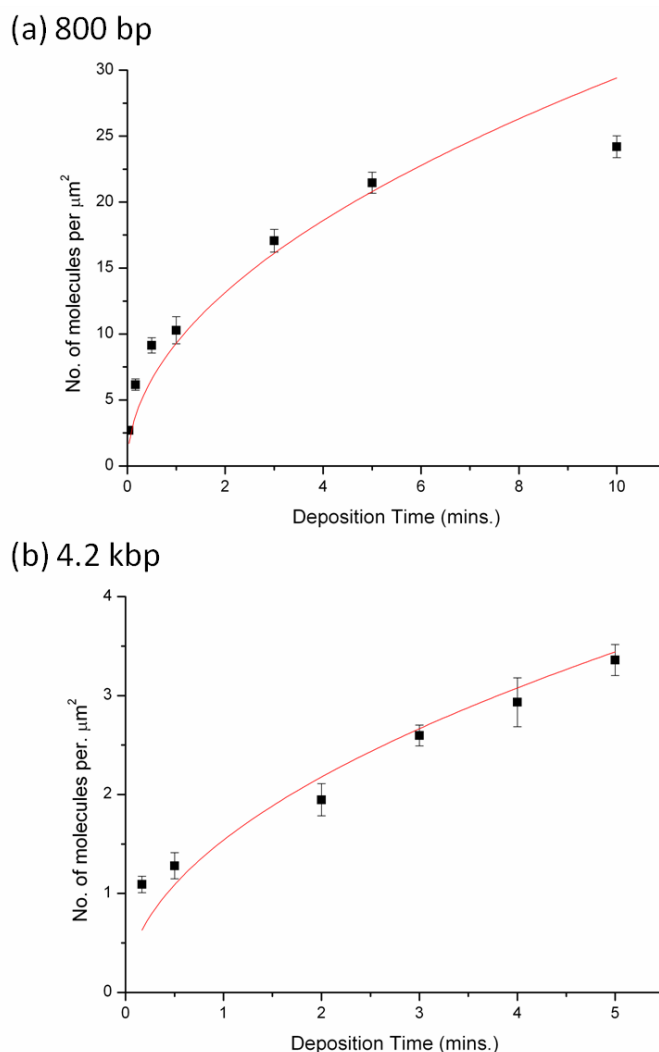 (a) 800 bp
30
25
20
15
10
5
0
No. of molecules per μm²
0 2 4 6 8 10
Deposition Time (mins.)
(b) 4.2 kbp
4
3
2
1
0
No. of molecules per. μm²
0 1 2 3 4 5
Deposition Time (mins.)